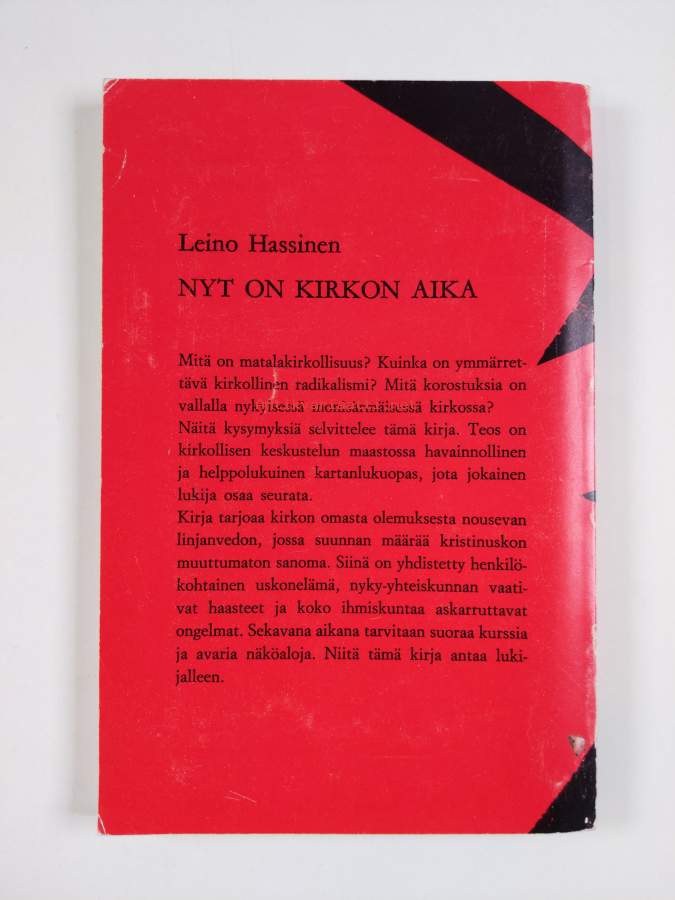 Leino Hassinen
NYT ON KIRKON AIKA
Mitä on matalakirkollisuus? Kuinka on ymmärret-
tävä kirkollinen radikalismi? Mitä korostuksia on
vallalla nykyisessä monisärmäisessä kirkossa?
Näitä kysymyksiä selvittelee tämä kirja. Teos on
kirkollisen keskustelun maastossa havainnollinen
ja helppolukuinen kartanlukuopas, jota jokainen
lukija osaa seurata.
Kirja tarjoaa kirkon omasta olemuksesta nousevan
linjanvedon, jossa suunnan määrää kristinuskon
muuttumaton sanoma. Siinä on yhdistetty henkilö-
kohtainen uskonelämä, nyky-yhteiskunnan vaati-
vat haasteet ja koko ihmiskuntaa askarruttavat
ongelmat. Sekavana aikana tarvitaan suoraa kurssia
ja avaria näköaloja. Niitä tämä kirja antaa luki-
jalleen.